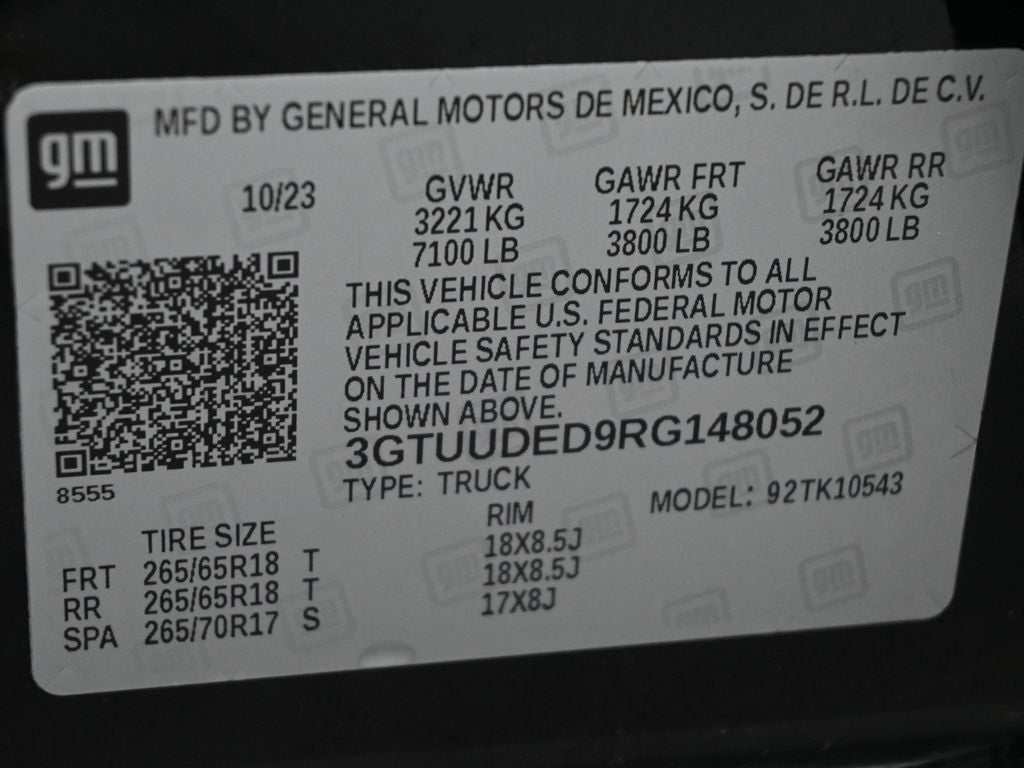 gm
MFD BY GENERAL MOTORS DE MEXICO, S. DE R.L. DE C.V.
10/23 GVWR GAWR FRT GAWR RR
3221 KG 1724 KG 1724 KG
7100 LB 3800 LB 3800 LB
THIS VEHICLE CONFORMS TO ALL
APPLICABLE U.S. FEDERAL MOTOR
VEHICLE SAFETY STANDARDS IN EFFECT
ON THE DATE OF MANUFACTURE
SHOWN ABOVE.
3GTUUDED9RG148052
8555
TYPE: TRUCK MODEL: 92TK10543
TIRE SIZE RIM
FRT 265/65R18 T 18X8.5J
RR 265/65R18 T 18X8.5J
SPA 265/70R17 S 17X8J